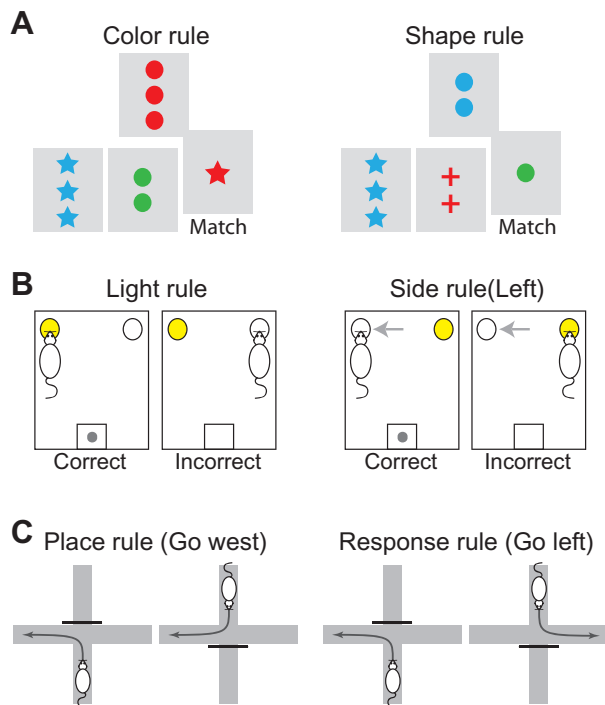 A
Color rule
Shape rule
Match
Match
B
Light rule
Side rule(Left)
Correct
Incorrect
Correct
Incorrect
C
Place rule (Go west)
Response rule (Go left)